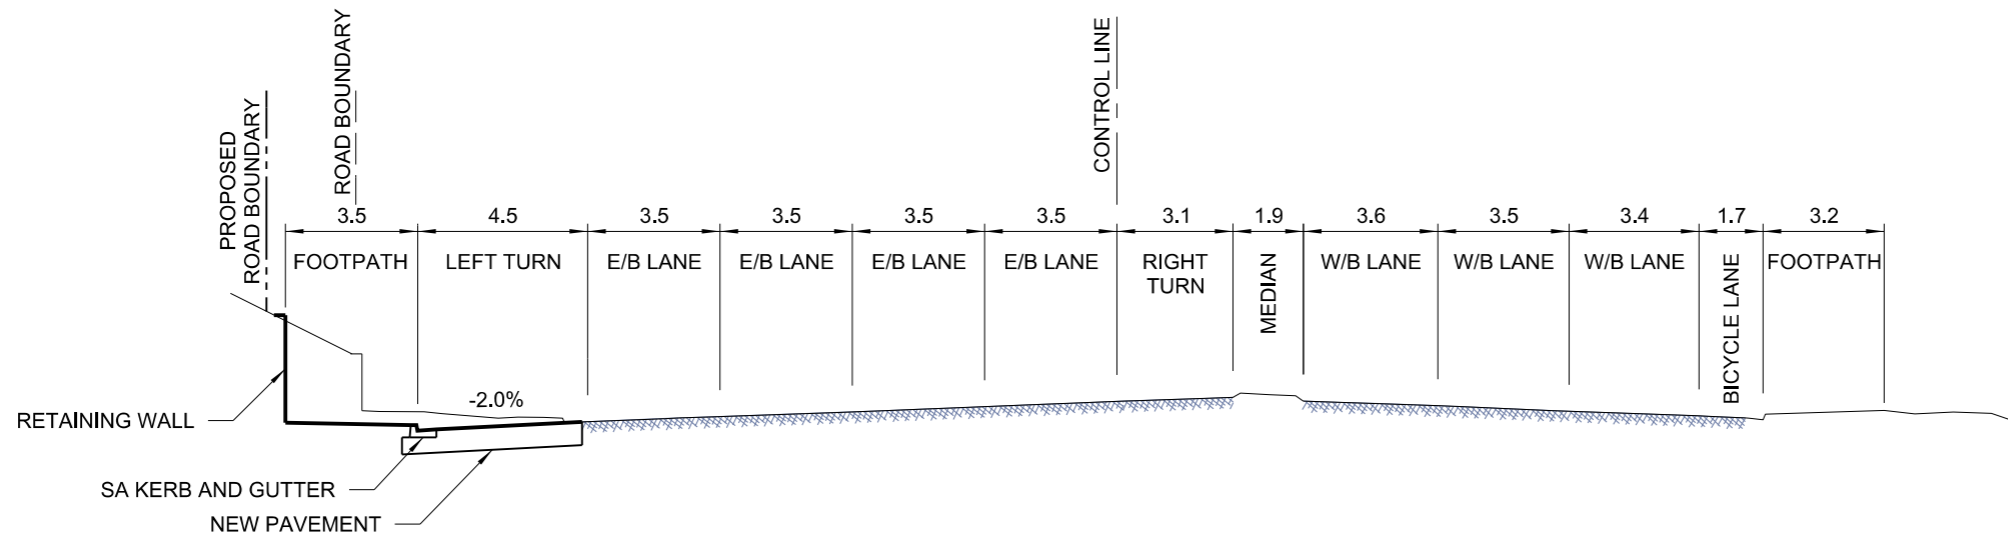 PROPOSED
ROAD BOUNDARY
ROAD BOUNDARY
CONTROL LINE
3.5 4.5 3.5 3.5 3.5 3.5 3.1 1.9 3.6 3.5 3.4 1.7 3.2
FOOTPATH LEFT TURN E/B LANE E/B LANE E/B LANE E/B LANE RIGHT
TURN
MEDIAN
W/B LANE W/B LANE W/B LANE
BICYCLE LANE
FOOTPATH
-2.0%
RETAINING WALL
SA KERB AND GUTTER
NEW PAVEMENT